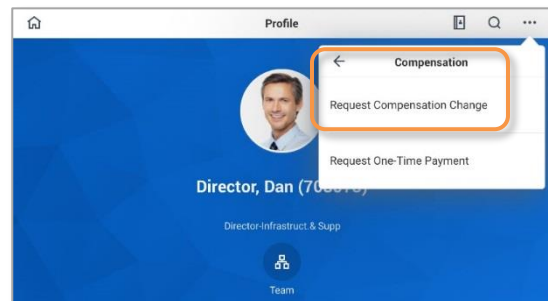 Profile
Compensation
Request Compensation Change
Request One-Time Payment
Director, Dan
Director-Infrastruct & Supp
Team